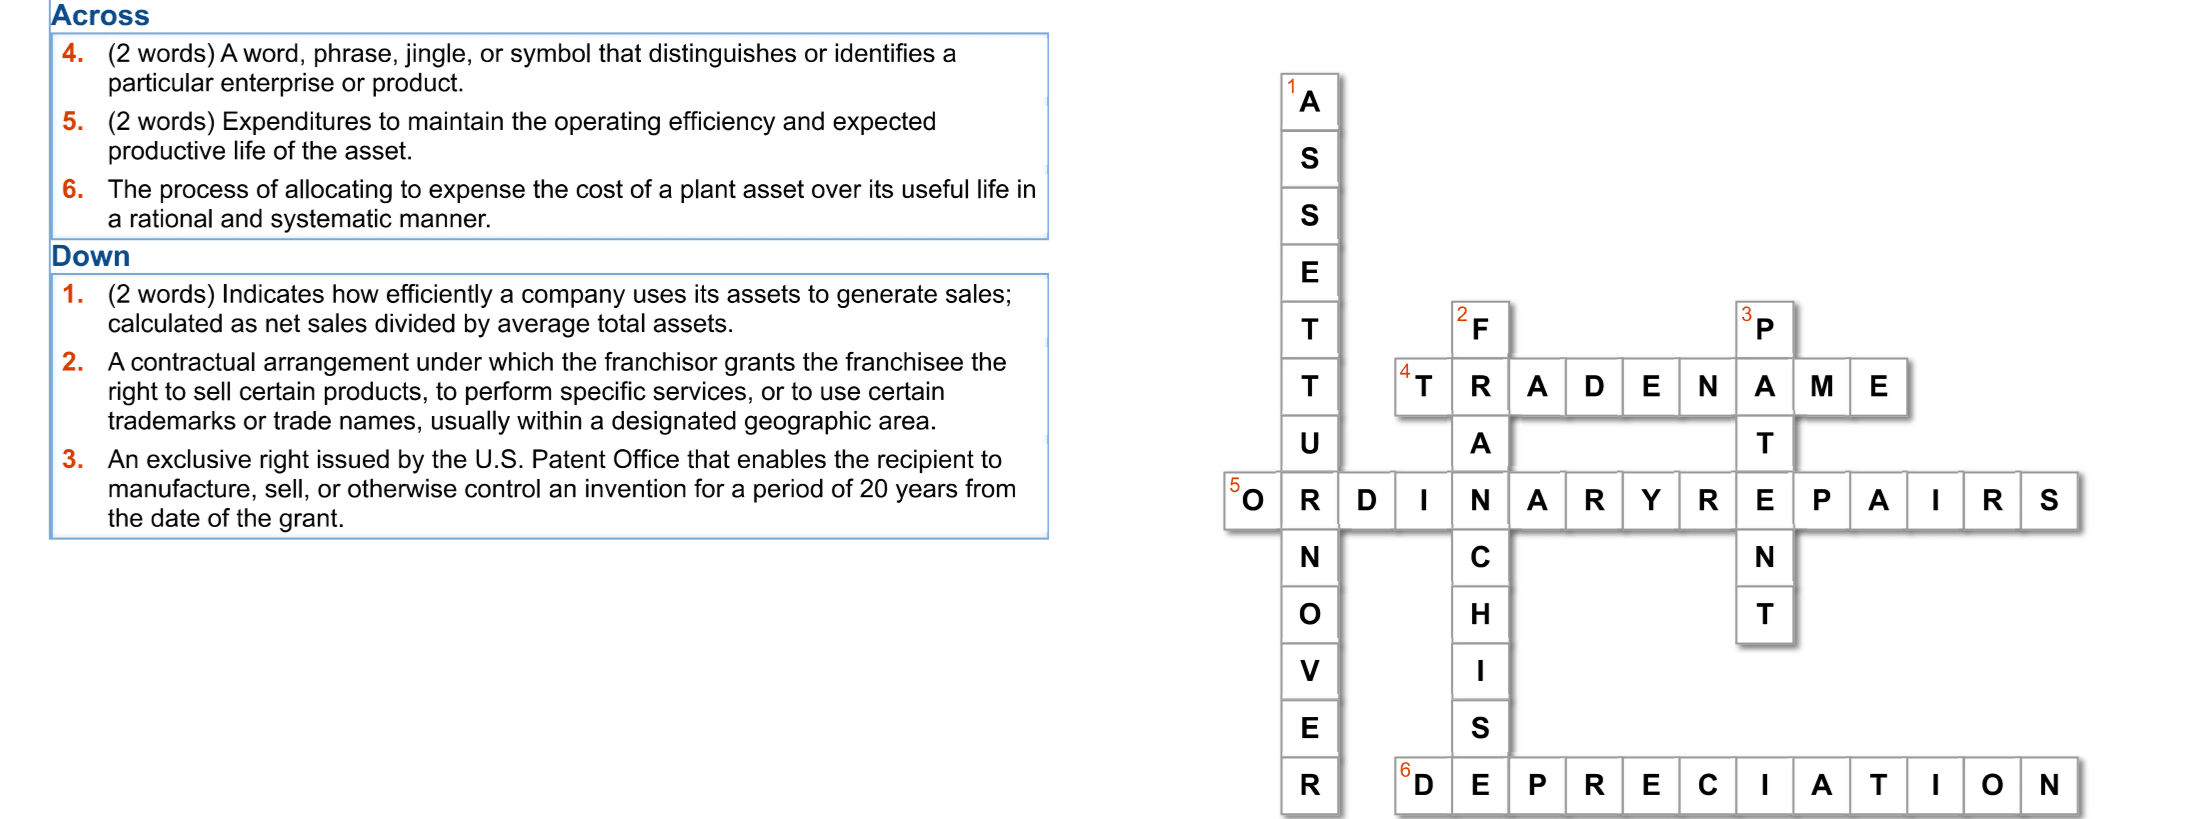 Across
4. (2 words) A word, phrase, jingle, or symbol that distinguishes or identifies a
particular enterprise or product.
5. (2 words) Expenditures to maintain the operating efficiency and expected
productive life of the asset.
6. The process of allocating to expense the cost of a plant asset over its useful life in
a rational and systematic manner.
Down
1. (2 words) Indicates how efficiently a company uses its assets to generate sales;
calculated as net sales divided by average total assets.
2. A contractual arrangement under which the franchisor grants the franchisee the
right to sell certain products, to perform specific services, or to use certain
trademarks or trade names, usually within a designated geographic area.
3. An exclusive right issued by the U.S. Patent Office that enables the recipient to
manufacture, sell, or otherwise control an invention for a period of 20 years from
the date of the grant.
1 A
S
S
E
T 2 F 3 P
T 4 T R A D E N A M E
U A T
5 O R D I N A R Y R E P A I R S
N C N
O H T
V I
E S
R 6 D E P R E C I A T I O N